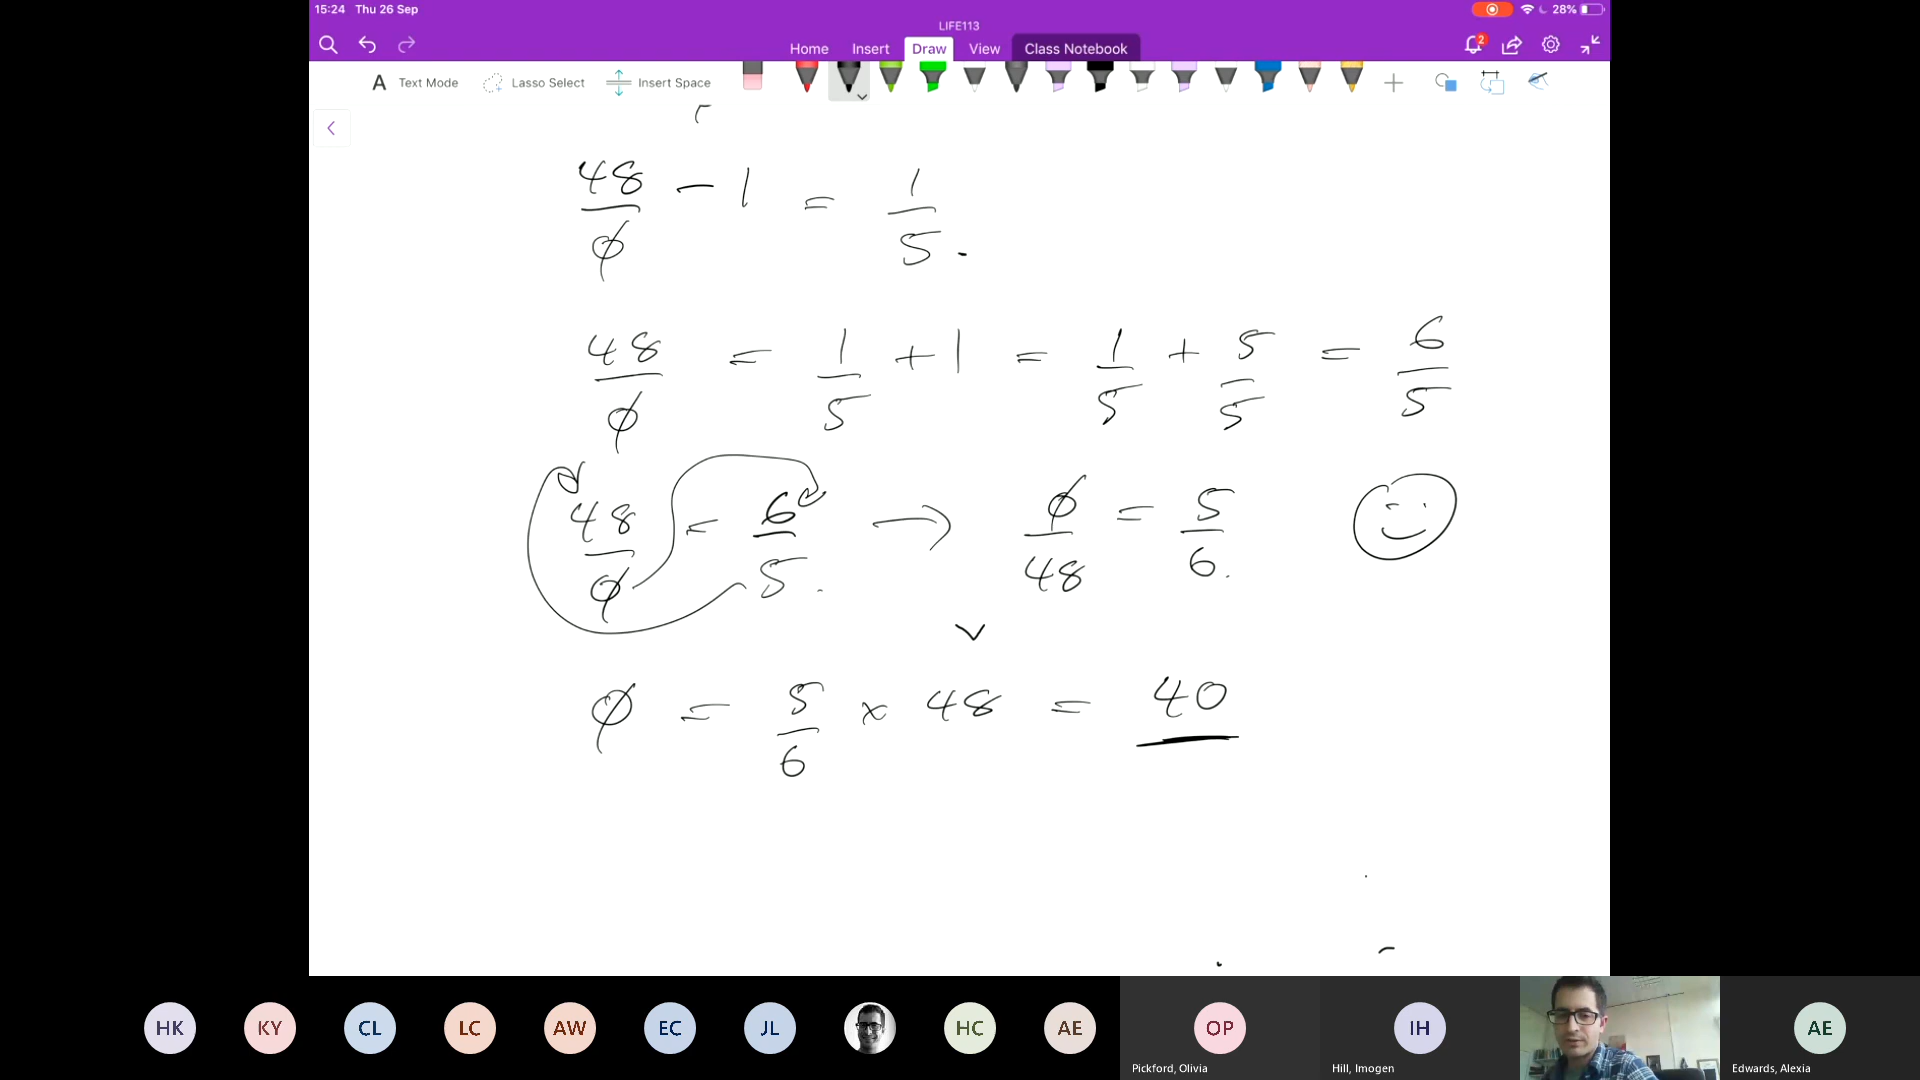 15:24 Thu 26 Sep
28%
LIFE113
Home Insert Draw View Class Notebook
2
A Text Mode Lasso Select Insert Space
48/φ - 1 = 1/5.
48/φ = 1/5 + 1 = 1/5 + 5/5 = 6/5
48/φ = 6/5. → φ/48 = 5/6.
φ = 5/6 x 48 = 40
HK KY CL LC AW EC JL HC AE OP IH AE
Pickford, Olivia Hill, Imogen Edwards, Alexia